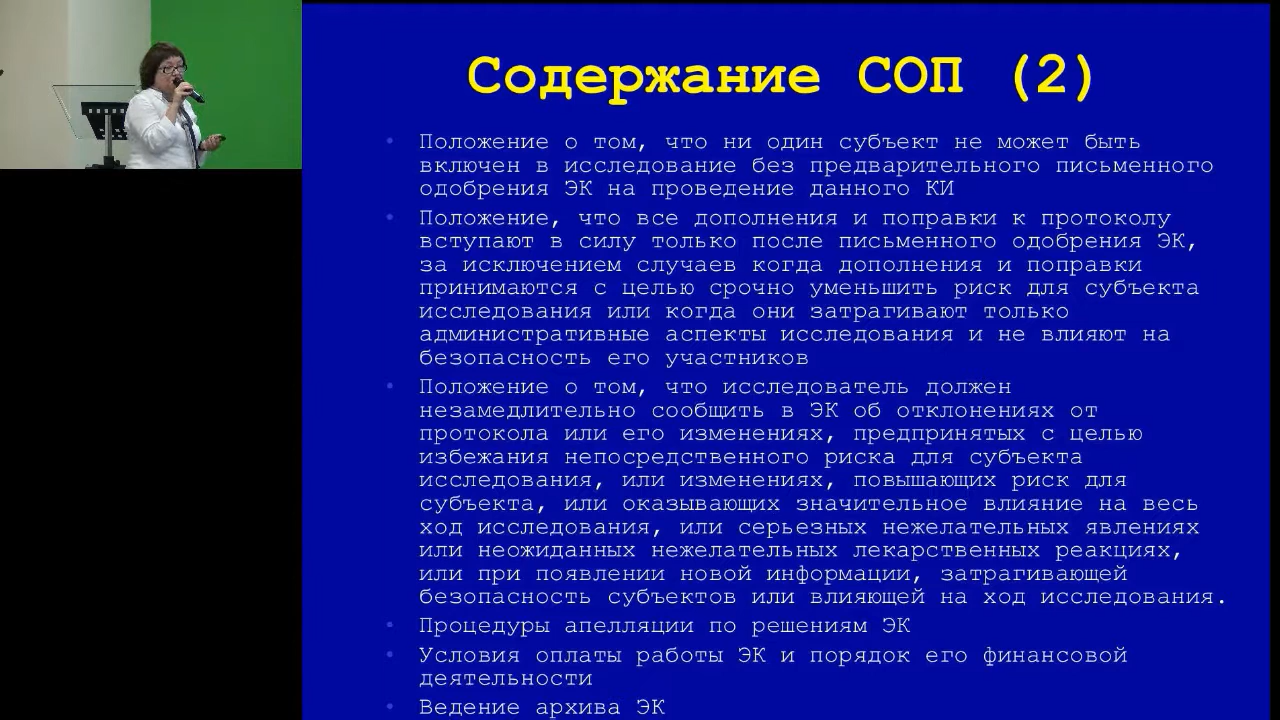 Содержание СОП (2)
• Положение о том, что ни один субъект не может быть
включен в исследование без предварительного письменного
одобрения ЭК на проведение данного КИ
• Положение, что все дополнения и поправки к протоколу
вступают в силу только после письменного одобрения ЭК,
за исключением случаев когда дополнения и поправки
принимаются с целью срочно уменьшить риск для субъекта
исследования или когда они затрагивают только
административные аспекты исследования и не влияют на
безопасность его участников
• Положение о том, что исследователь должен
незамедлительно сообщить в ЭК об отклонениях от
протокола или его изменениях, предпринятых с целью
избежания непосредственного риска для субъекта
исследования, или изменениях, повышающих риск для
субъекта, или оказывающих значительное влияние на весь
ход исследования, или серьезных нежелательных явлениях
или неожиданных нежелательных лекарственных реакциях,
или при появлении новой информации, затрагивающей
безопасность субъектов или влияющей на ход исследования.
• Процедуры апелляции по решениям ЭК
• Условия оплаты работы ЭК и порядок его финансовой
деятельности
• Ведение архива ЭК